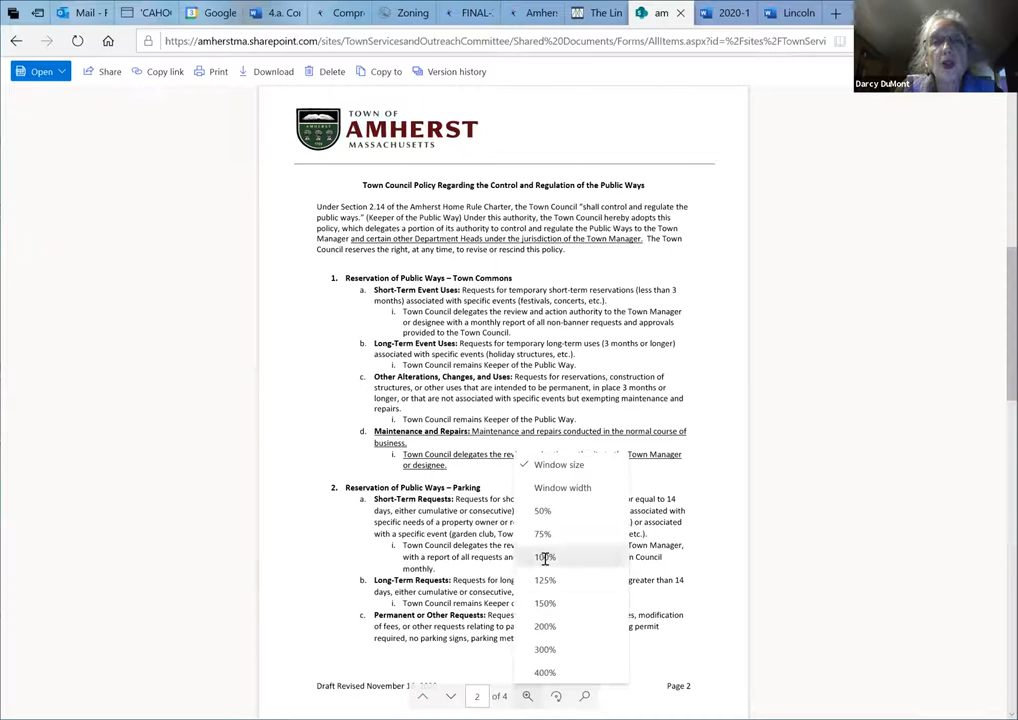 Mail - F
'CAHO
Google
4.a. Cor
Compre
Zoning
FINAL-
Amhers
The Lin
am
2020-1
Lincoln
https://amherstma.sharepoint.com/sites/TownServicesandOutreachCommittee/Shared%20Documents/Forms/AllItems.aspx?id=%2Fsites%2FTownServi
Open
Share
Copy link
Print
Download
Delete
Copy to
Version history
Darcy DuMont
TOWN OF
AMHERST
MASSACHUSETTS
Town Council Policy Regarding the Control and Regulation of the Public Ways
Under Section 2.14 of the Amherst Home Rule Charter, the Town Council "shall control and regulate the
public ways." (Keeper of the Public Way) Under this authority, the Town Council hereby adopts this
policy, which delegates a portion of its authority to control and regulate the Public Ways to the Town
Manager and certain other Department Heads under the jurisdiction of the Town Manager. The Town
Council reserves the right, at any time, to revise or rescind this policy.
1. Reservation of Public Ways – Town Commons
a. Short-Term Event Uses: Requests for temporary short-term reservations (less than 3
months) associated with specific events (festivals, concerts, etc.).
i. Town Council delegates the review and action authority to the Town Manager
or designee with a monthly report of all non-banner requests and approvals
provided to the Town Council.
b. Long-Term Event Uses: Requests for temporary long-term uses (3 months or longer)
associated with specific events (holiday structures, etc.).
i. Town Council remains Keeper of the Public Way.
c. Other Alterations, Changes, and Uses: Requests for reservations, construction of
structures, or other uses that are intended to be permanent, in place 3 months or
longer, or that are not associated with specific events but exempting maintenance and
repairs.
i. Town Council remains Keeper of the Public Way.
d. Maintenance and Repairs: Maintenance and repairs conducted in the normal course of
business.
i. Town Council delegates the Town Manager
or designee.
2. Reservation of Public Ways – Parking
a. Short-Term Requests: Requests for equal to 14
days, either cumulative or consecutive) associated with
specific needs of a property owner or or associated
with a specific event (garden club, etc.).
i. Town Council delegates the Town Manager,
with a report of all requests Council
monthly.
b. Long-Term Requests: Requests for greater than 14
days, either cumulative or consecutive,
i. Town Council remains Keeper
c. Permanent or Other Requests: modification
of fees, or other requests relating to permit
required, no parking signs, parking
Window size
Window width
50%
75%
100%
125%
150%
200%
300%
400%
Draft Revised November Page 2
2 of 4